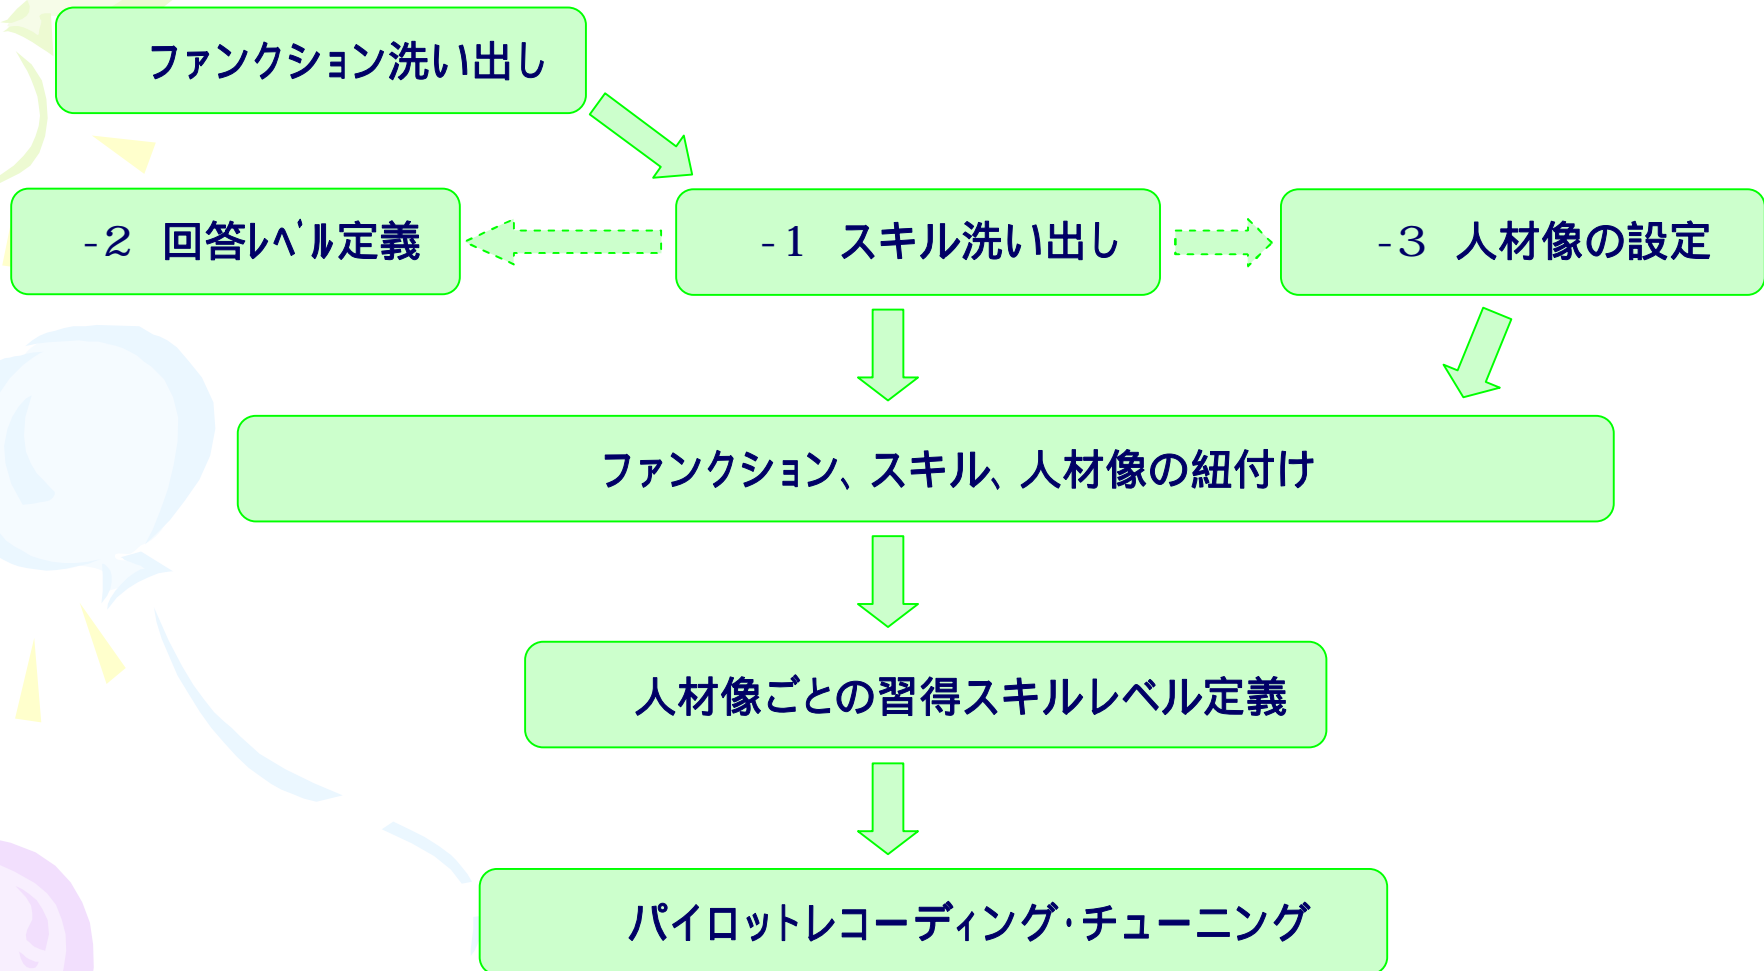 ファンクション洗い出し
-2 回答ﾚﾍﾞﾙ定義
-1 スキル洗い出し
-3 人材像の設定
ファンクション、スキル、人材像の紐付け
人材像ごとの習得スキルレベル定義
パイロットレコーディング・チューニング